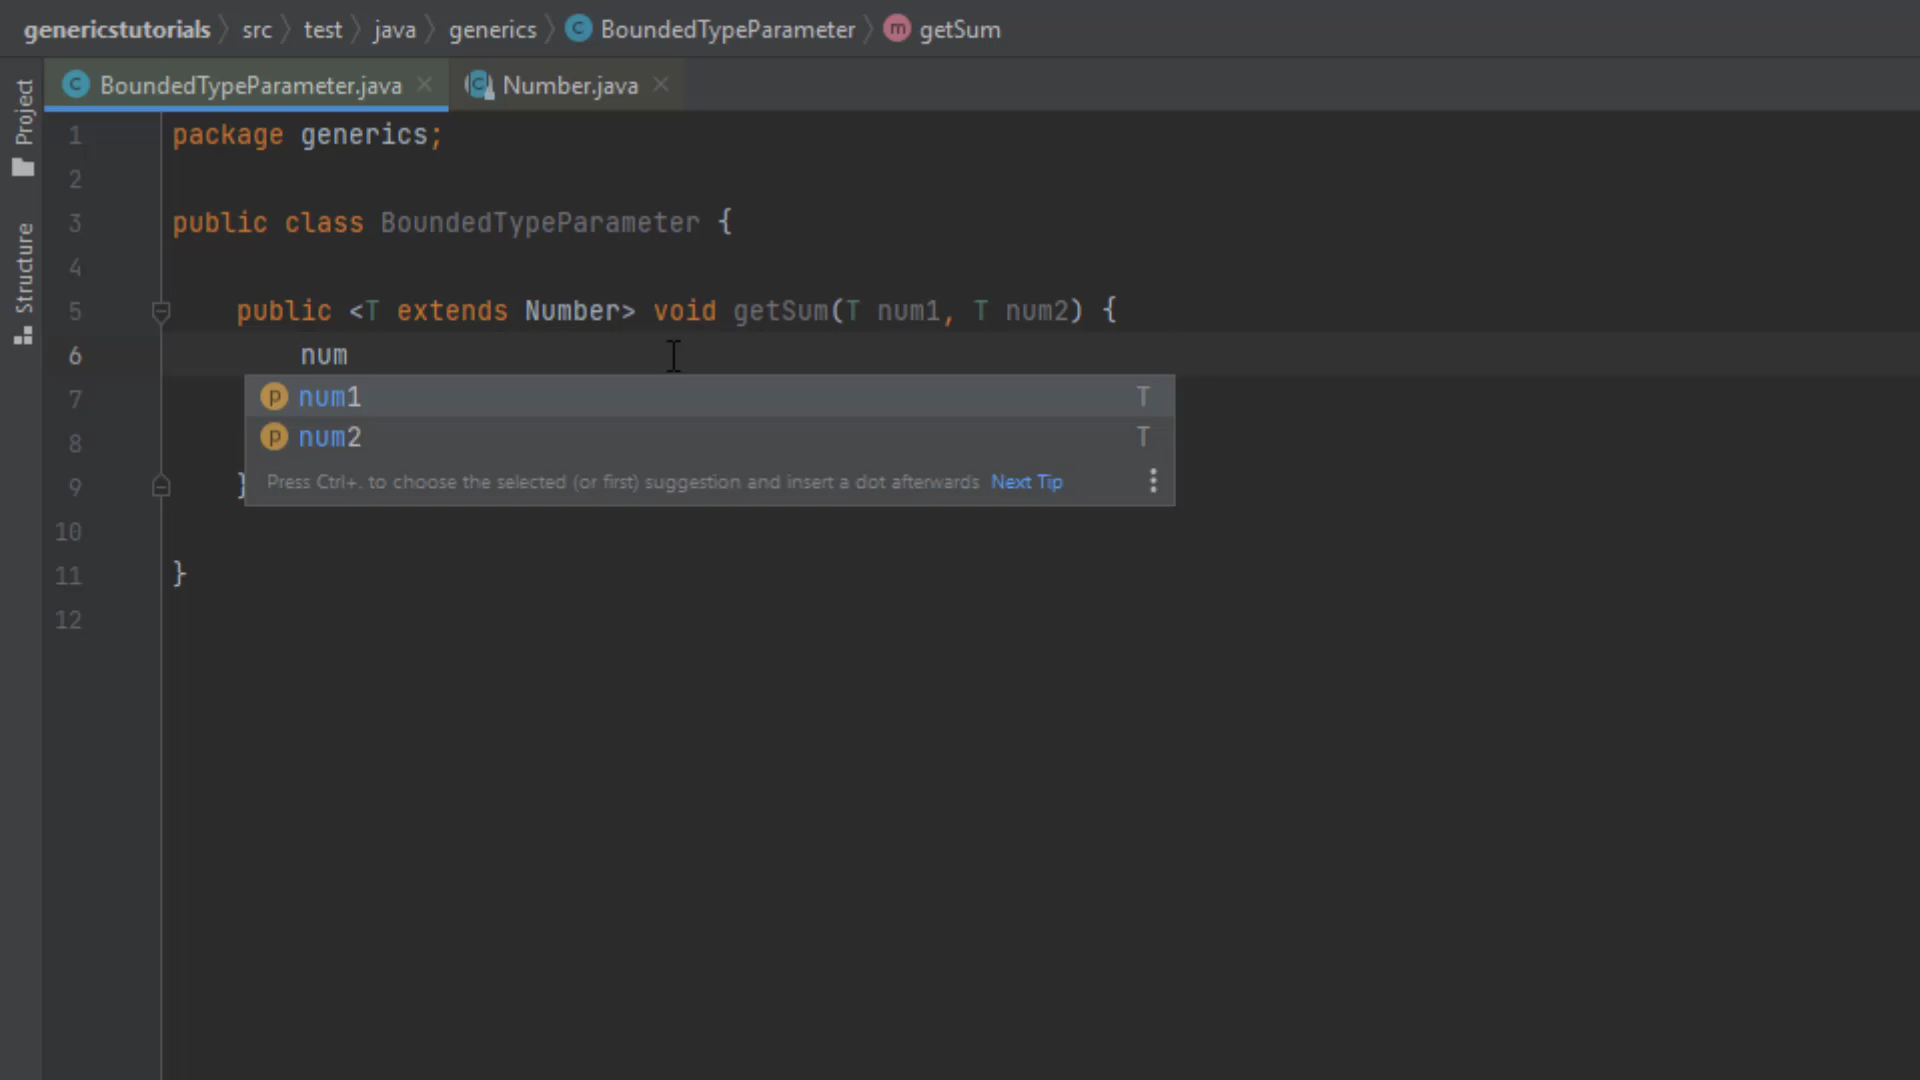 genericstutorials src test java generics BoundedTypeParameter getSum
BoundedTypeParameter.java Number.java
Project
Structure
1 package generics;
2
3 public class BoundedTypeParameter {
4
5 public <T extends Number> void getSum(T num1, T num2) {
6 num
7 num1 T
8 num2 T
9 } Press Ctrl+. to choose the selected (or first) suggestion and insert a dot afterwards Next Tip
10
11 }
12